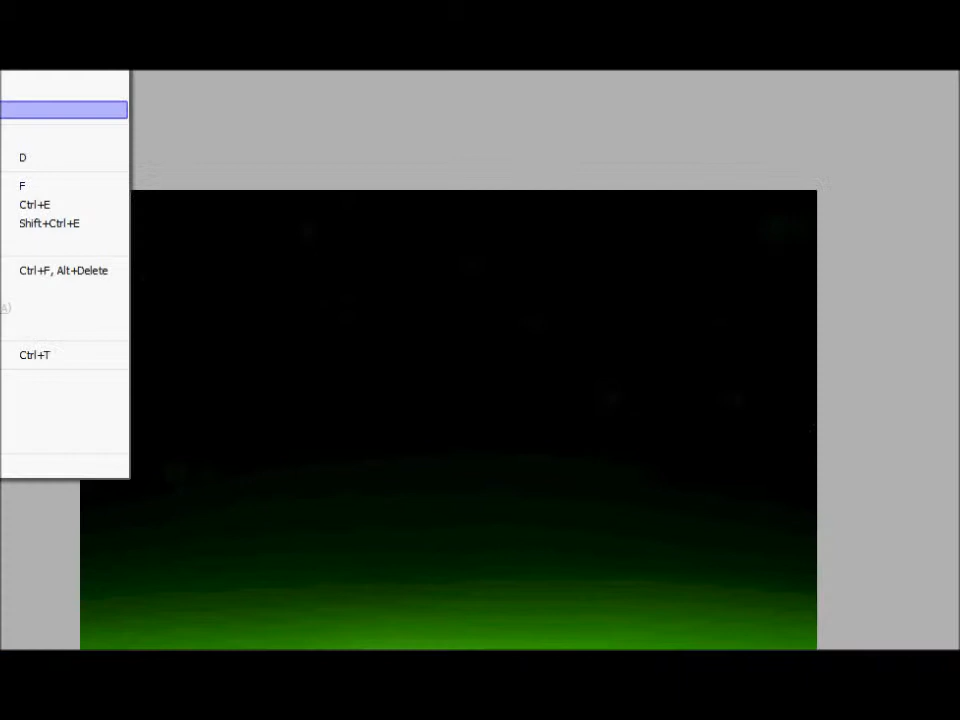 D
F
Ctrl+E
Shift+Ctrl+E
Ctrl+F, Alt+Delete
A)
Ctrl+T